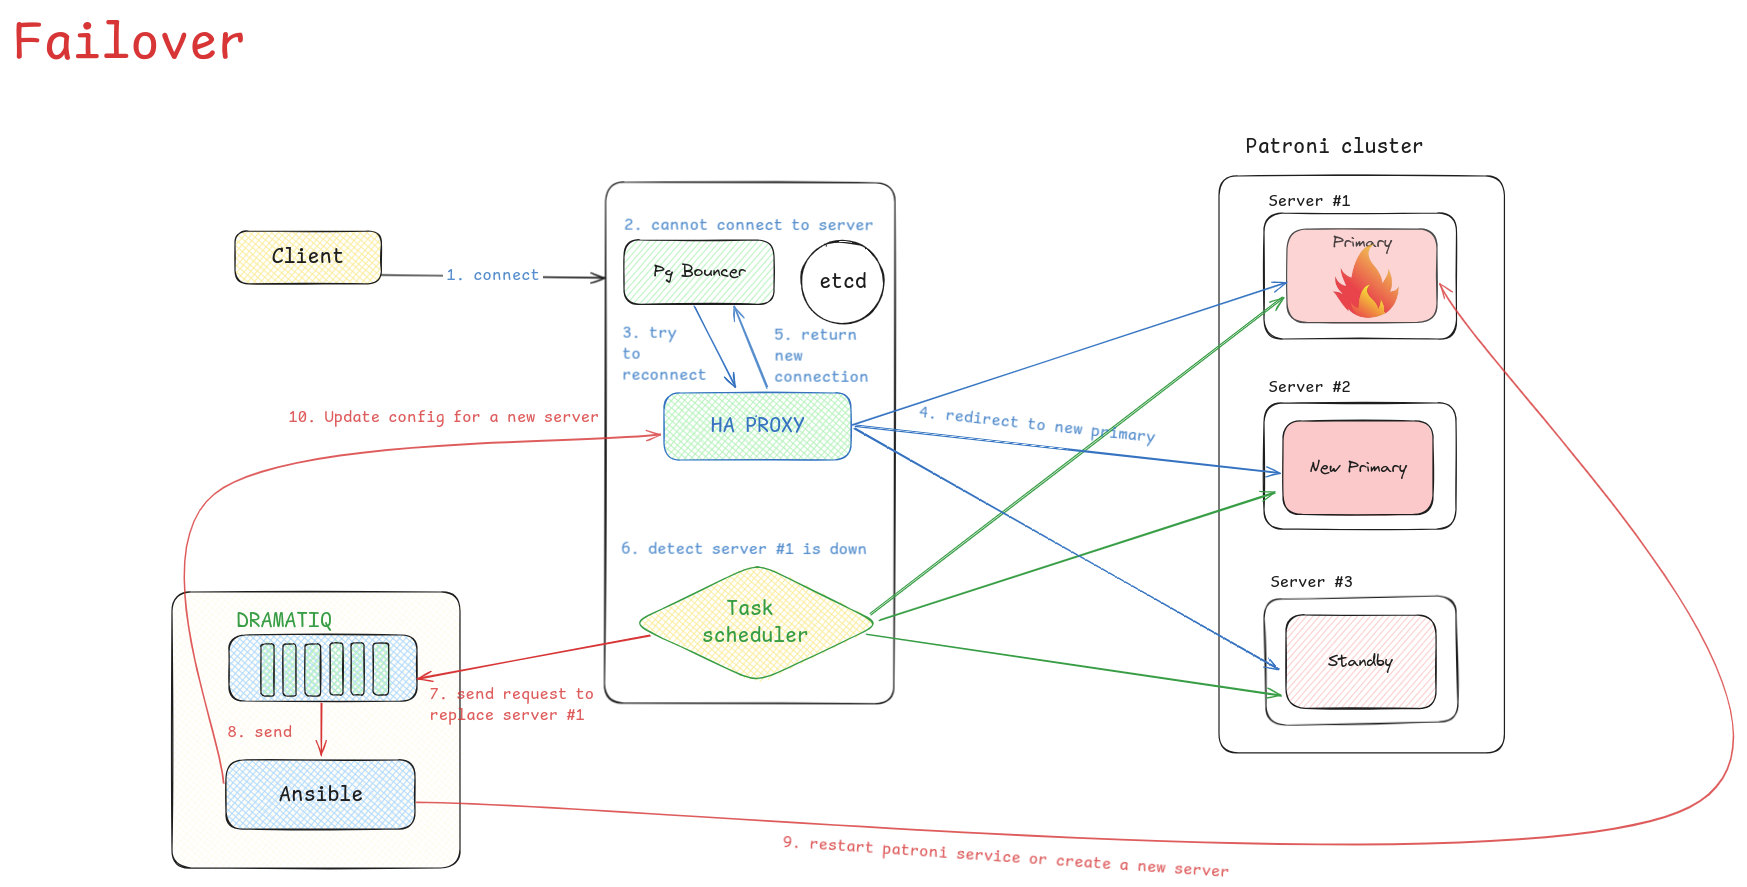 Failover
Patroni cluster
Client
1. connect
2. cannot connect to server
Pg Bouncer
etcd
3. try
to
reconnect
5. return
new
connection
HA PROXY
4. redirect to new primary
10. Update config for a new server
6. detect server #1 is down
Task
scheduler
Server #1
Primary
Server #2
New Primary
Server #3
Standby
DRAMATIQ
7. send request to
replace server #1
8. send
Ansible
9. restart patroni service or create a new server